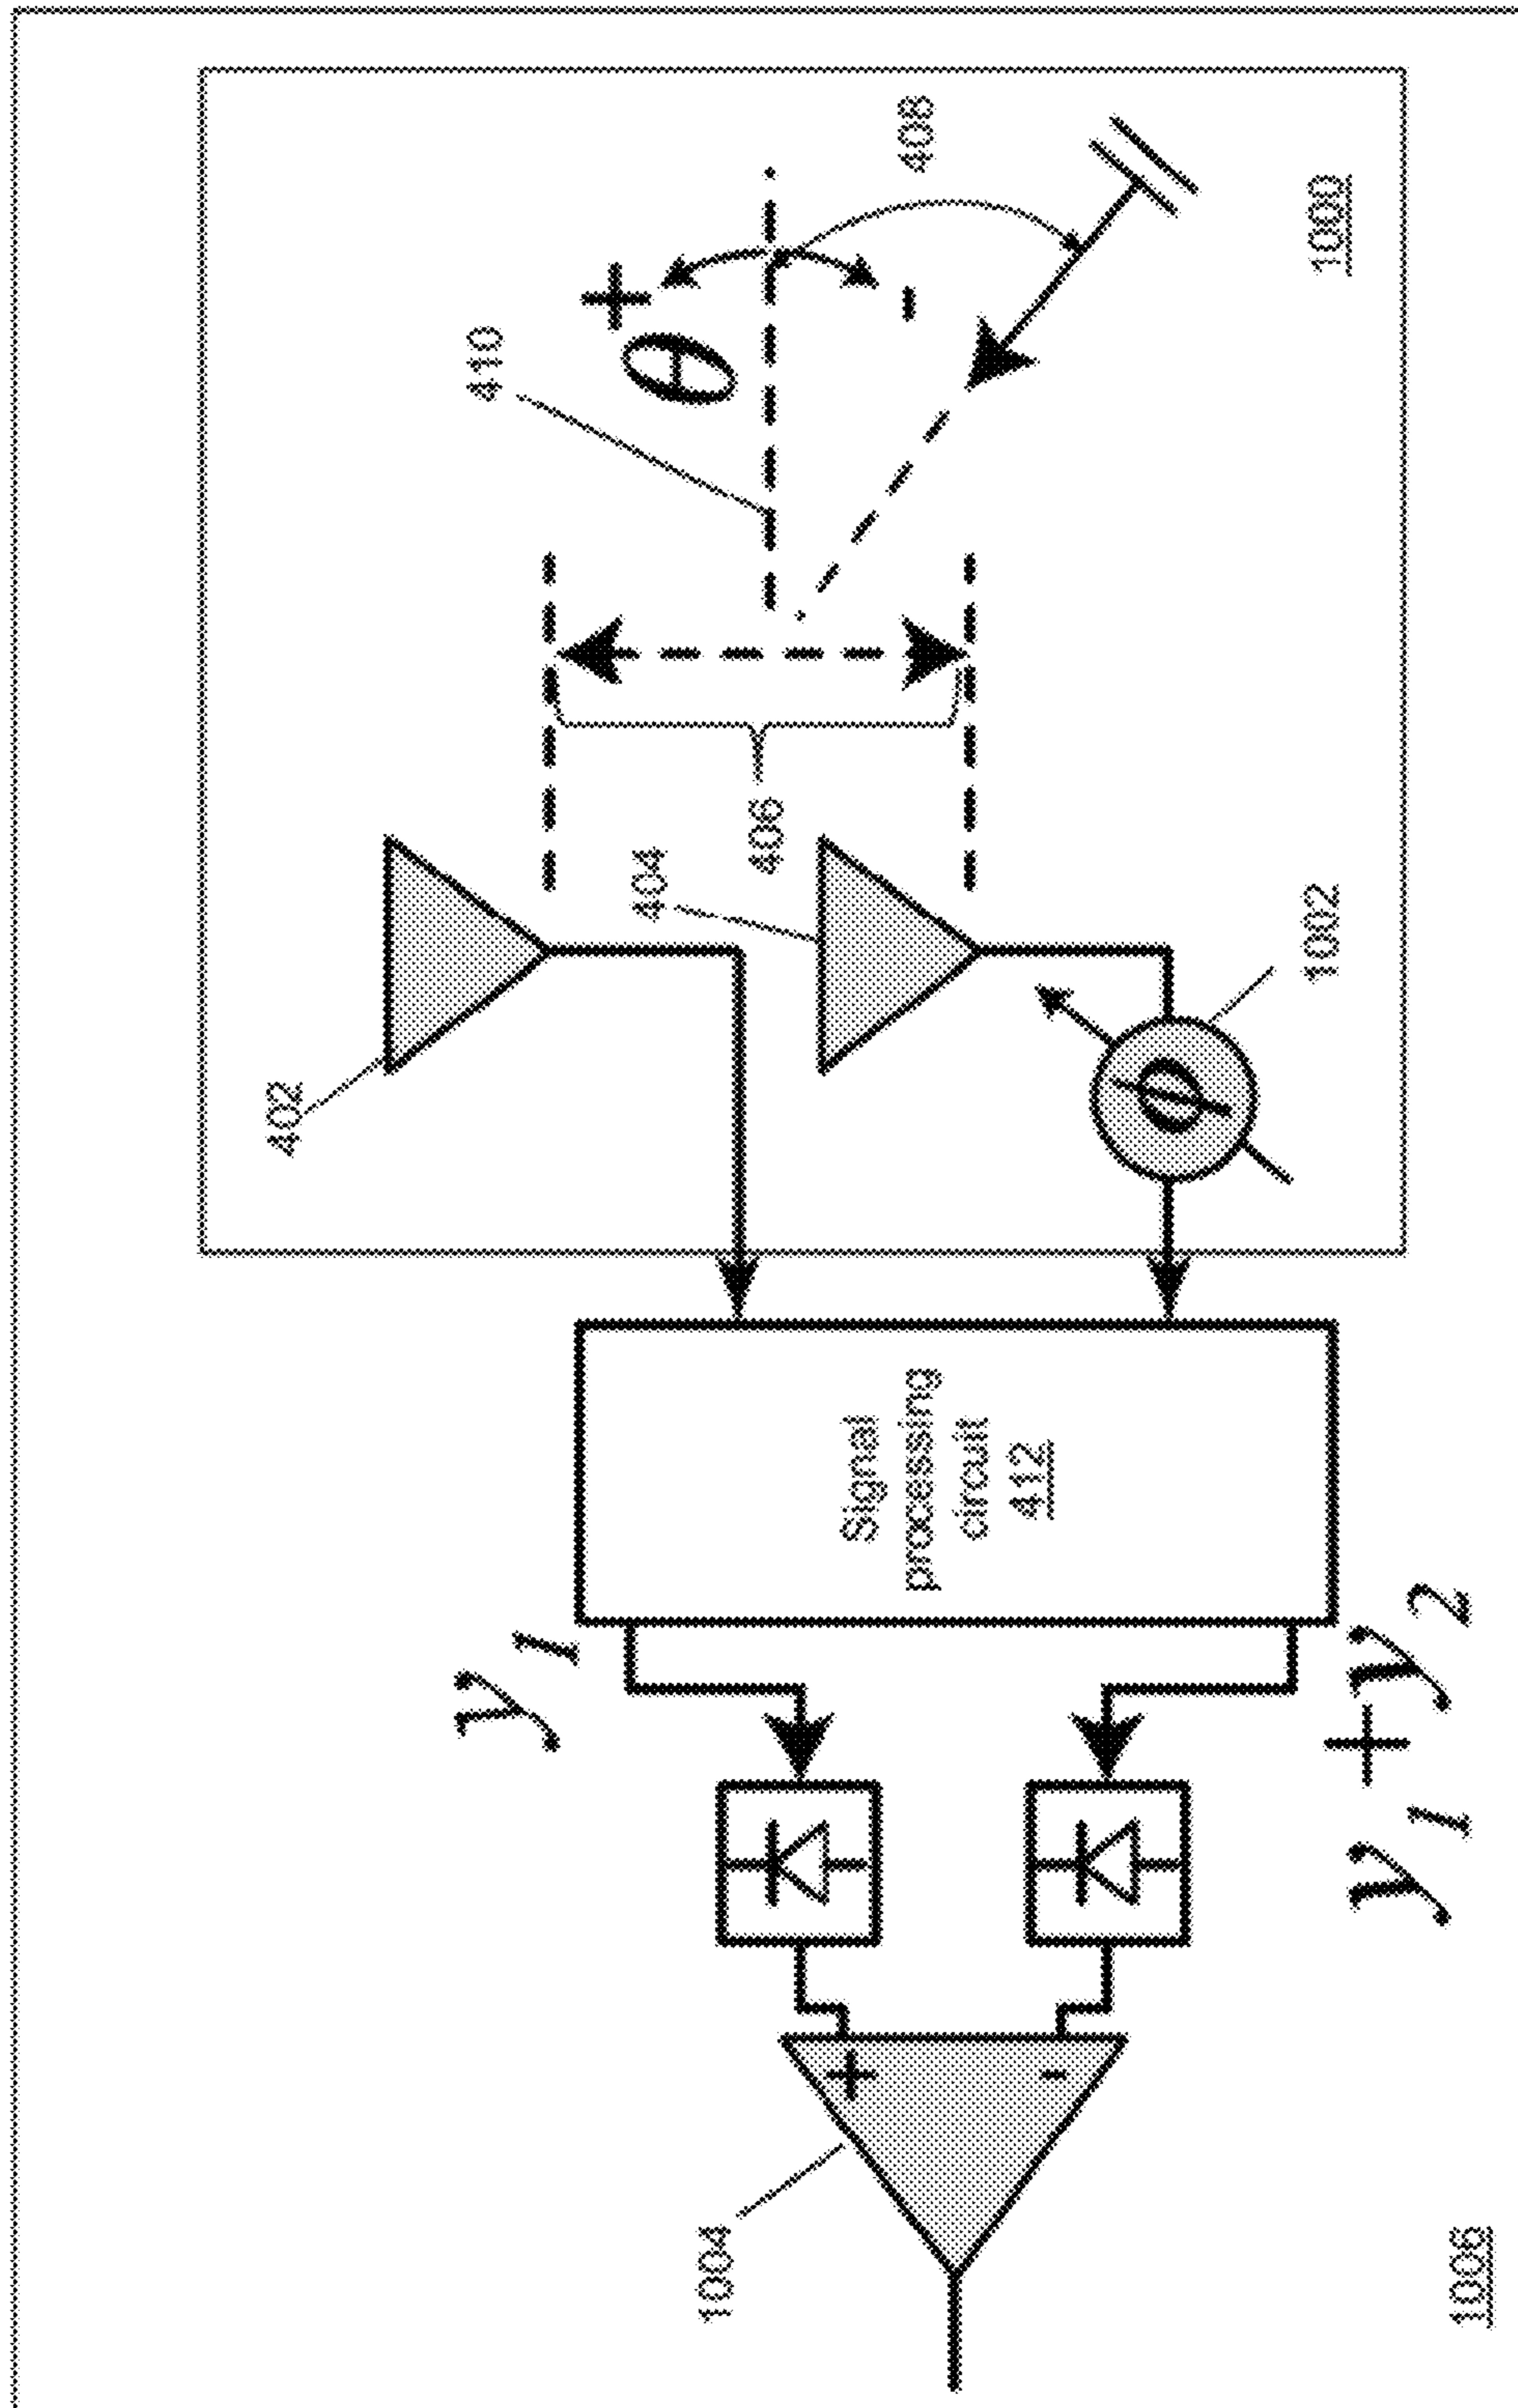 402
404
406
410
θ
+
-
408
1000
Φ
1002
Signal
processing
circuit
412
y1
y1+y2
+
-
1004
1006